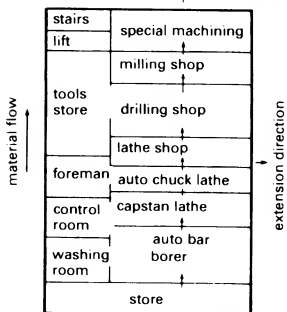 stairs
special machining
lift
milling shop
tools
store
drilling shop
lathe shop
foreman
auto chuck lathe
control
room
capstan lathe
auto bar
borer
washing
room
store
material flow
extension direction